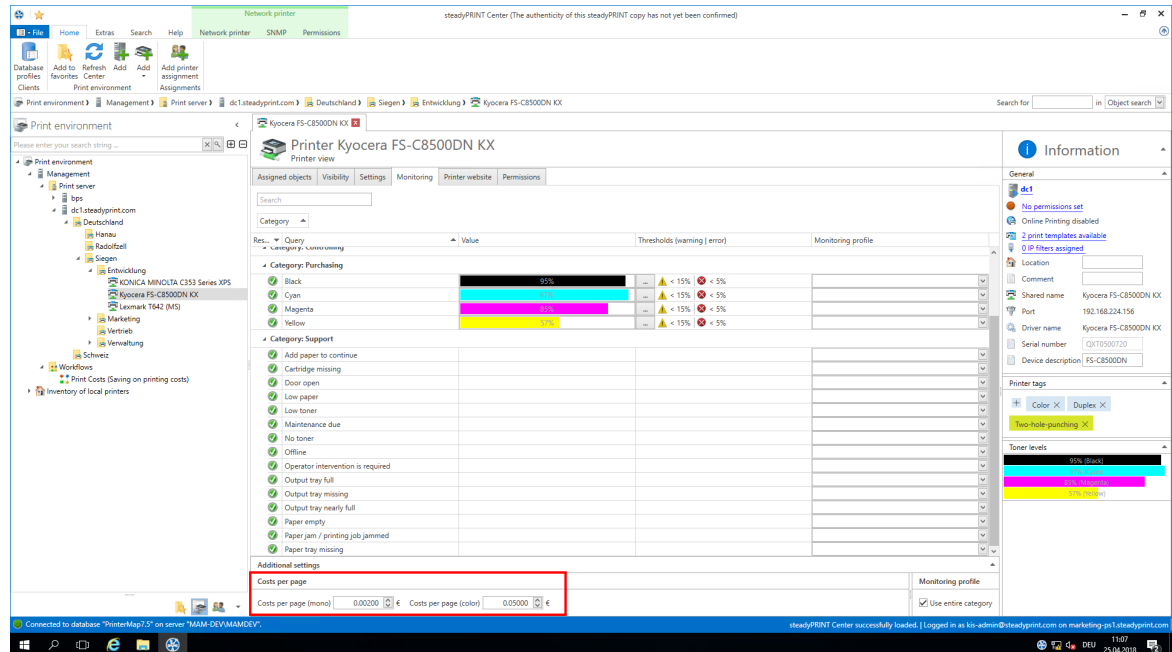 Network printer
steadyPRINT Center (The authenticity of this steadyPRINT copy has not yet been confirmed)
File Home Extras Search Help Network printer SNMP Permissions
Database profiles
Add to favorites
Refresh Center
Add
Add
Add printer assignment
Clients Print environment Assignments
Print environment Management Print server dc1.steadyprint.com Deutschland Siegen Entwicklung Kyocera FS-C8500DN KX
Search for in Object search
Print environment
Please enter your search string ...
Print environment
Management
Print server
bps
dc1.steadyprint.com
Deutschland
Hanau
Radolfzell
Siegen
Entwicklung
KONICA MINOLTA C353 Series XPS
Kyocera FS-C8500DN KX
Lexmark T642 (MS)
Marketing
Vertrieb
Verwaltung
Schweiz
Workflows
Print Costs (Saving on printing costs)
Inventory of local printers
Kyocera FS-C8500DN KX
Printer Kyocera FS-C8500DN KX
Printer view
Assigned objects Visibility Settings Monitoring Printer website Permissions
Search
Category
Res... Query Value Thresholds (warning | error) Monitoring profile
Category: Controlling
Category: Purchasing
Black 95% ... < 15% < 5%
Cyan ... < 15% < 5%
Magenta 85% ... < 15% < 5%
Yellow 57% ... < 15% < 5%
Category: Support
Add paper to continue
Cartridge missing
Door open
Low paper
Low toner
Maintenance due
No toner
Offline
Operator intervention is required
Output tray full
Output tray missing
Output tray nearly full
Paper empty
Paper jam / printing job jammed
Paper tray missing
Additional settings
Costs per page
Costs per page (mono) 0.00200 € Costs per page (color) 0.05000 €
Monitoring profile
Use entire category
Information
General
dc1
No permissions set
Online Printing disabled
2 print templates available
0 IP filters assigned
Location
Comment
Shared name Kyocera FS-C8500DN KX
Port 192.168.224.156
Driver name Kyocera FS-C8500DN KX
Serial number QXT0500720
Device description FS-C8500DN
Printer tags
Color Duplex
Two-hole-punching
Toner levels
95% (Black)
85% (Magenta)
57% (Yellow)
Connected to database "PrinterMap7.5" on server "MAM-DEV\MAMDEV".
steadyPRINT Center successfully loaded. | Logged in as kis-admin@steadyprint.com on marketing-ps1.steadyprint.com
DEU
11:07
25.04.2018